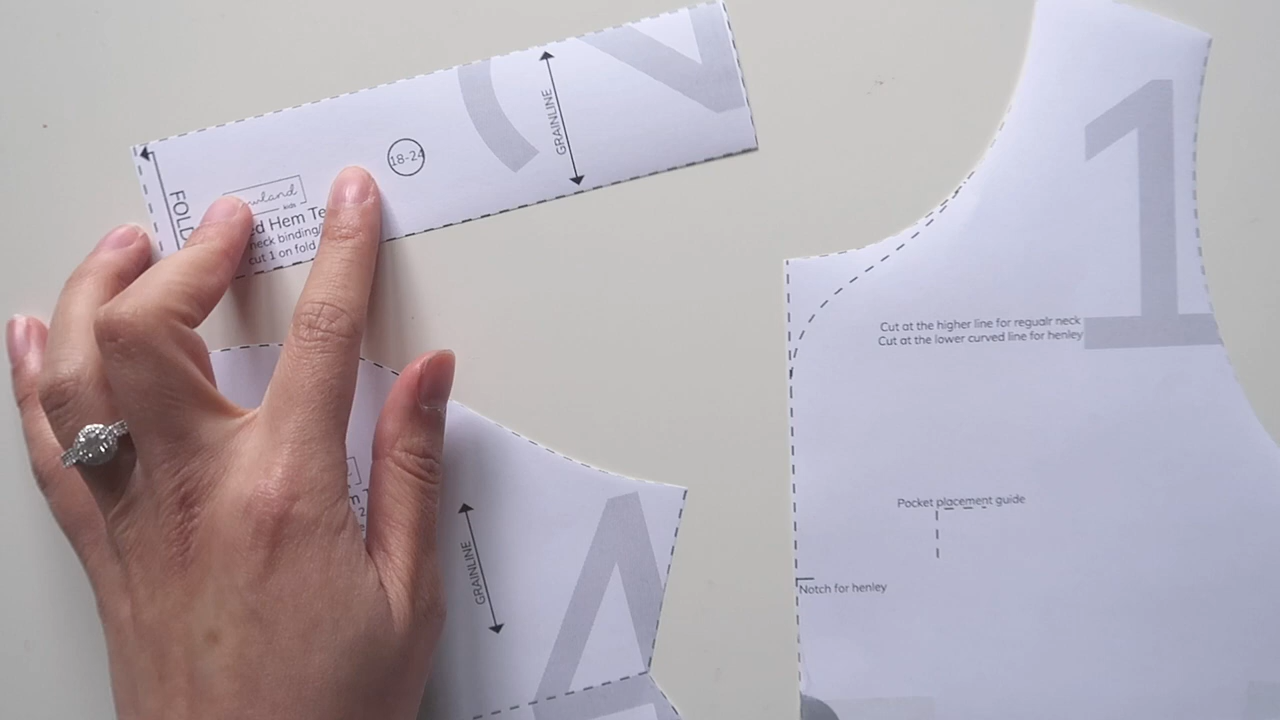 FOLD
18-24
GRAINLINE
kids
ed Hem Te
neck binding/
cut 1 on fold
1
Cut at the higher line for regualr neck
Cut at the lower curved line for henley
Pocket placement guide
Notch for henley
GRAINLINE